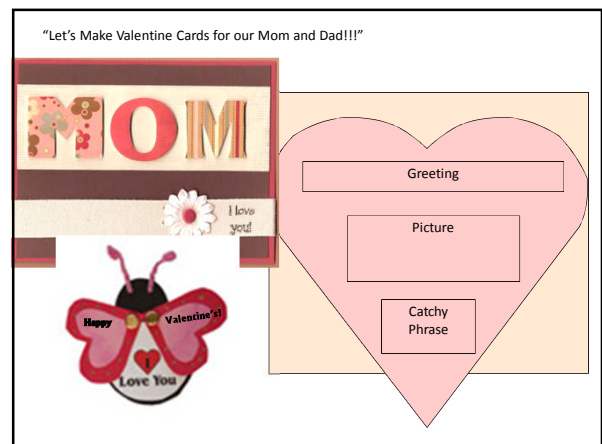 “Let’s Make Valentine Cards for our Mom and Dad!!!”
MOM
I love
you!
Greeting
Picture
Catchy
Phrase
Happy Valentine's!
I
Love You